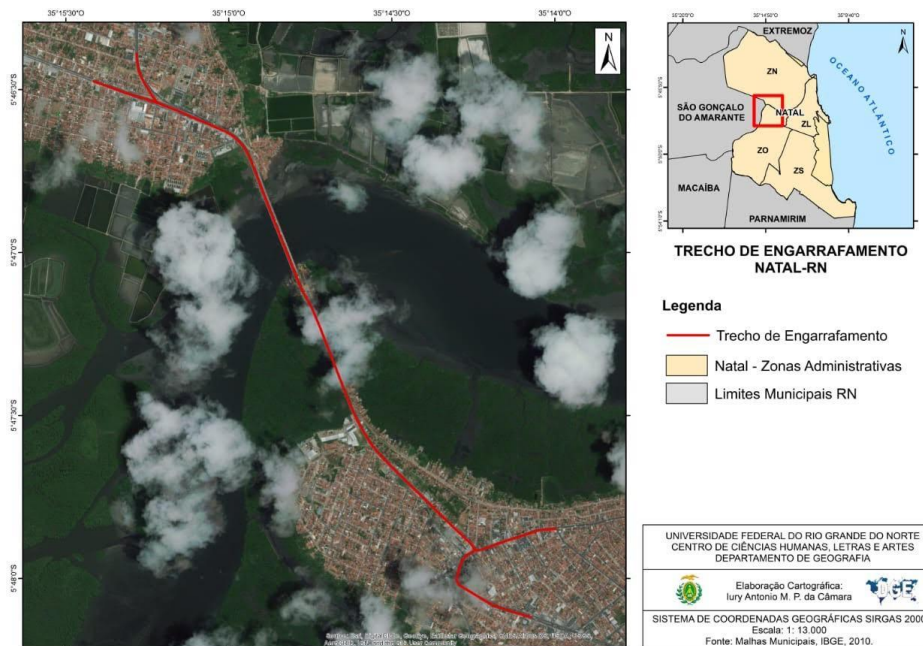 35°15'30"O
35°15'0"O
35°14'30"O
35°14'0"O
5°46'30"S
5°47'0"S
5°47'30"S
5°48'0"S
N
35°14'50"O
N
EXTREMOZ
ZN
OCEANO ATLÂNTICO
SÃO GONÇALO
DO AMARANTE
NATAL
ZL
ZO
ZS
MACAÍBA
PARNAMIRIM
TRECHO DE ENGARRAFAMENTO
NATAL-RN
Legenda
Trecho de Engarrafamento
Natal - Zonas Administrativas
Limites Municipais RN
UNIVERSIDADE FEDERAL DO RIO GRANDE DO NORTE
CENTRO DE CIÊNCIAS HUMANAS, LETRAS E ARTES
DEPARTAMENTO DE GEOGRAFIA
Elaboração Cartográfica:
Iury Antonio M. P. da Câmara
DGE
SISTEMA DE COORDENADAS GEOGRÁFICAS SIRGAS 2000
Escala: 1: 13.000
Fonte: Malhas Municipais, IBGE, 2010.